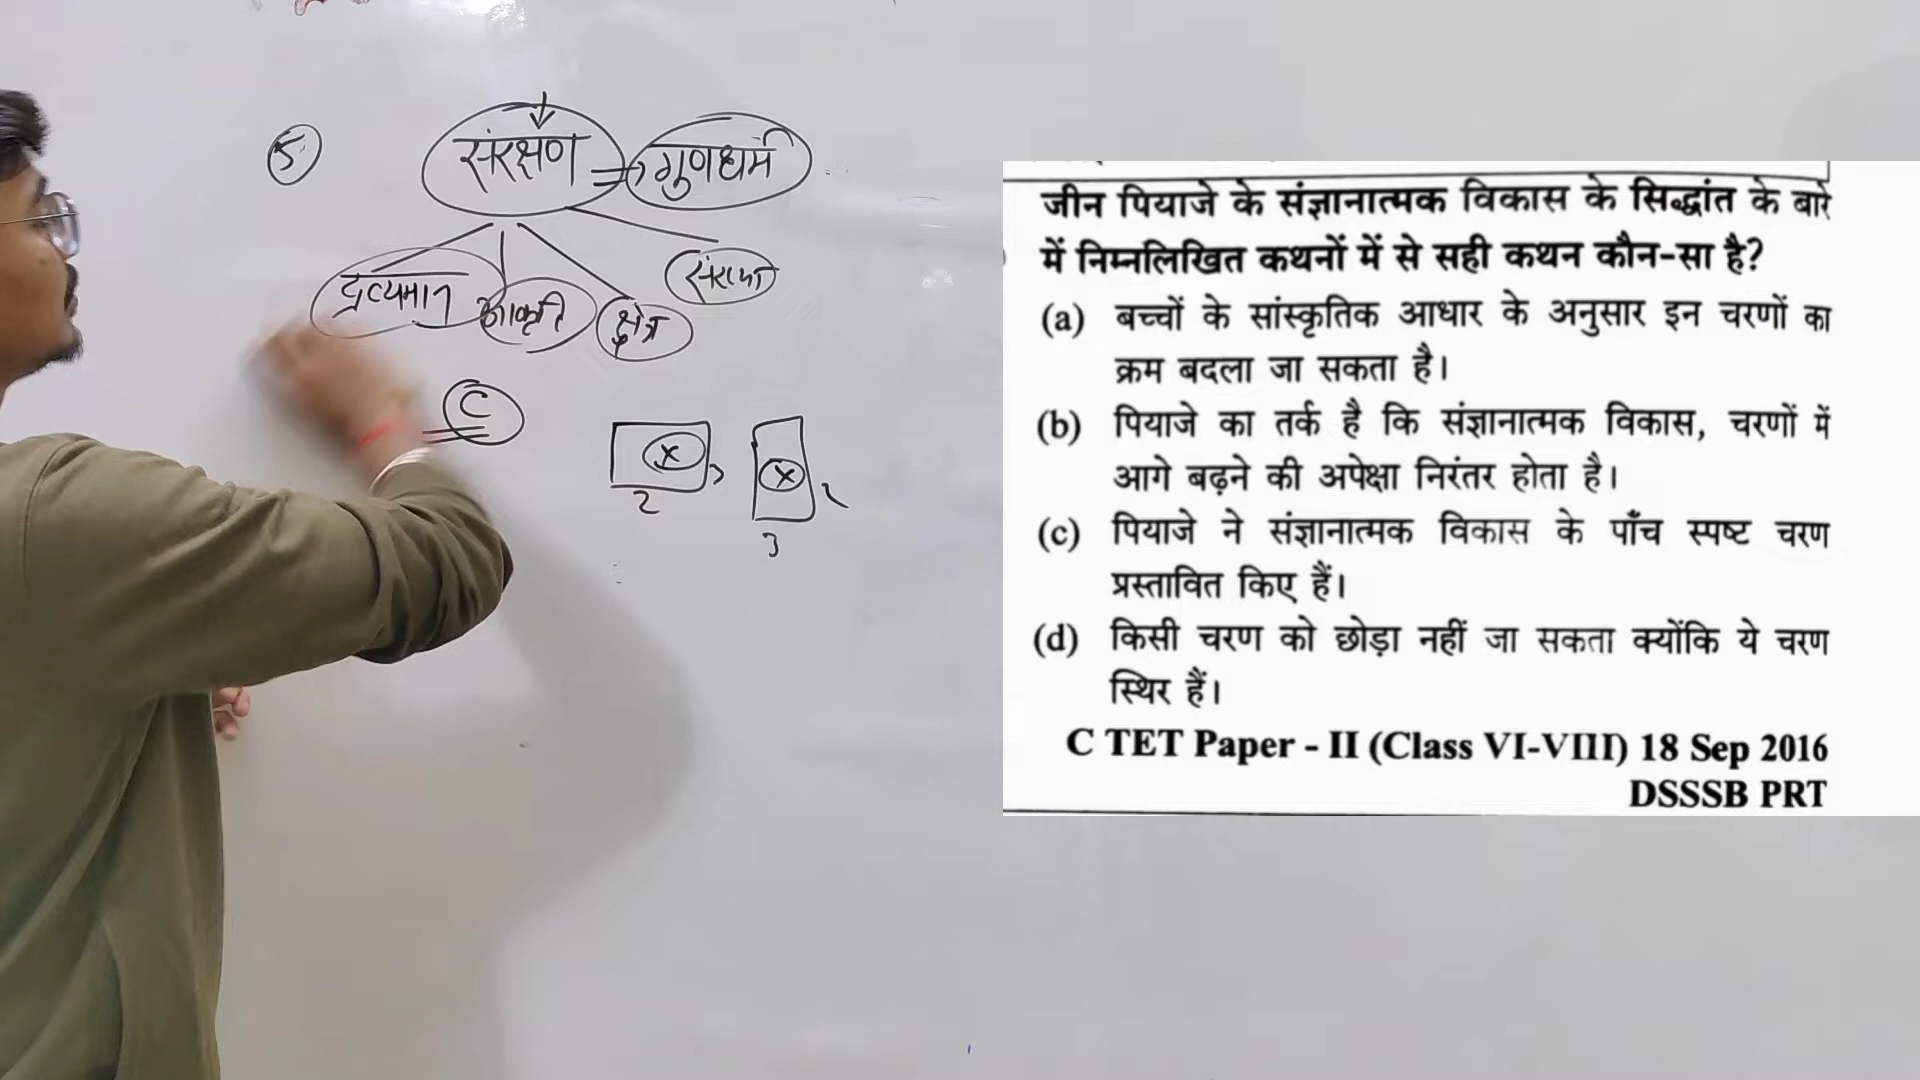 5
संरक्षण → गुणधर्म
द्रव्यमान आकृति क्षेत्र संख्या
C
x x
2 2
3
जीन पियाजे के संज्ञानात्मक विकास के सिद्धांत के बारे
में निम्नलिखित कथनों में से सही कथन कौन-सा है?
(a) बच्चों के सांस्कृतिक आधार के अनुसार इन चरणों का
क्रम बदला जा सकता है।
(b) पियाजे का तर्क है कि संज्ञानात्मक विकास, चरणों में
आगे बढ़ने की अपेक्षा निरंतर होता है।
(c) पियाजे ने संज्ञानात्मक विकास के पाँच स्पष्ट चरण
प्रस्तावित किए हैं।
(d) किसी चरण को छोड़ा नहीं जा सकता क्योंकि ये चरण
स्थिर हैं।
C TET Paper - II (Class VI-VIII) 18 Sep 2016
DSSSB PRT